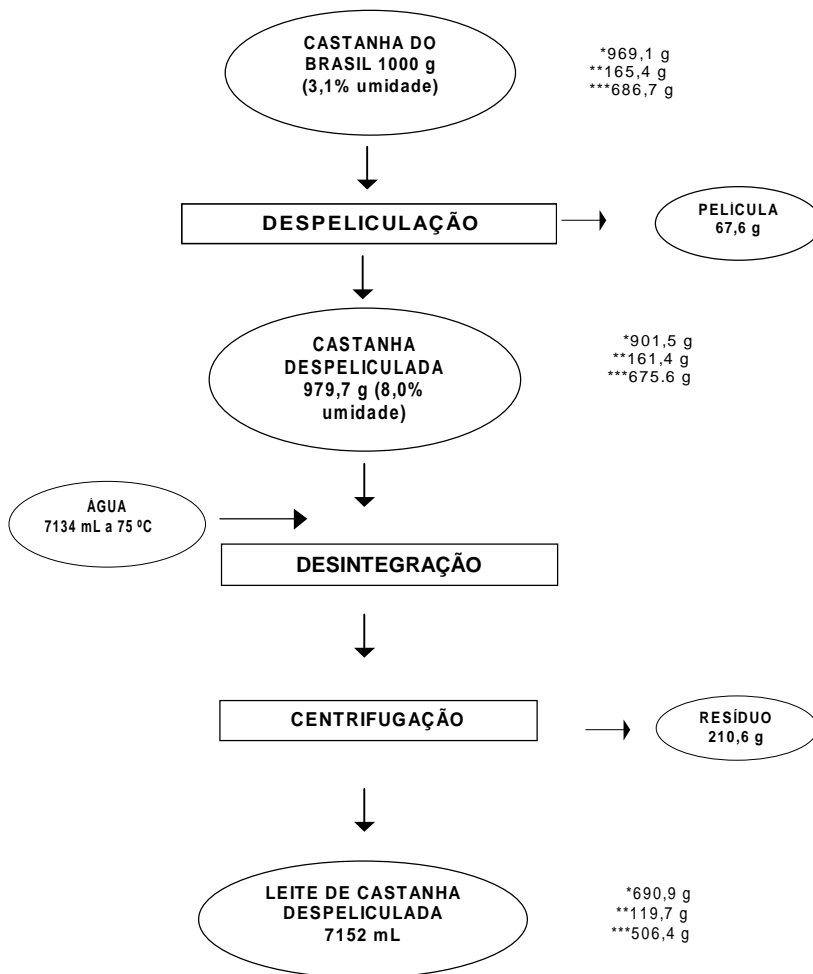 CASTANHA DO
BRASIL 1000 g
(3,1% umidade)
*969,1 g
**165,4 g
***686,7 g
DESPELICULAÇÃO
PELÍCULA
67,6 g
CASTANHA
DESPELICULADA
979,7 g (8,0%
umidade)
*901,5 g
**161,4 g
***675.6 g
ÁGUA
7134 mL a 75 ºC
DESINTEGRAÇÃO
CENTRIFUGAÇÃO
RESÍDUO
210,6 g
LEITE DE CASTANHA
DESPELICULADA
7152 mL
*690,9 g
**119,7 g
***506,4 g